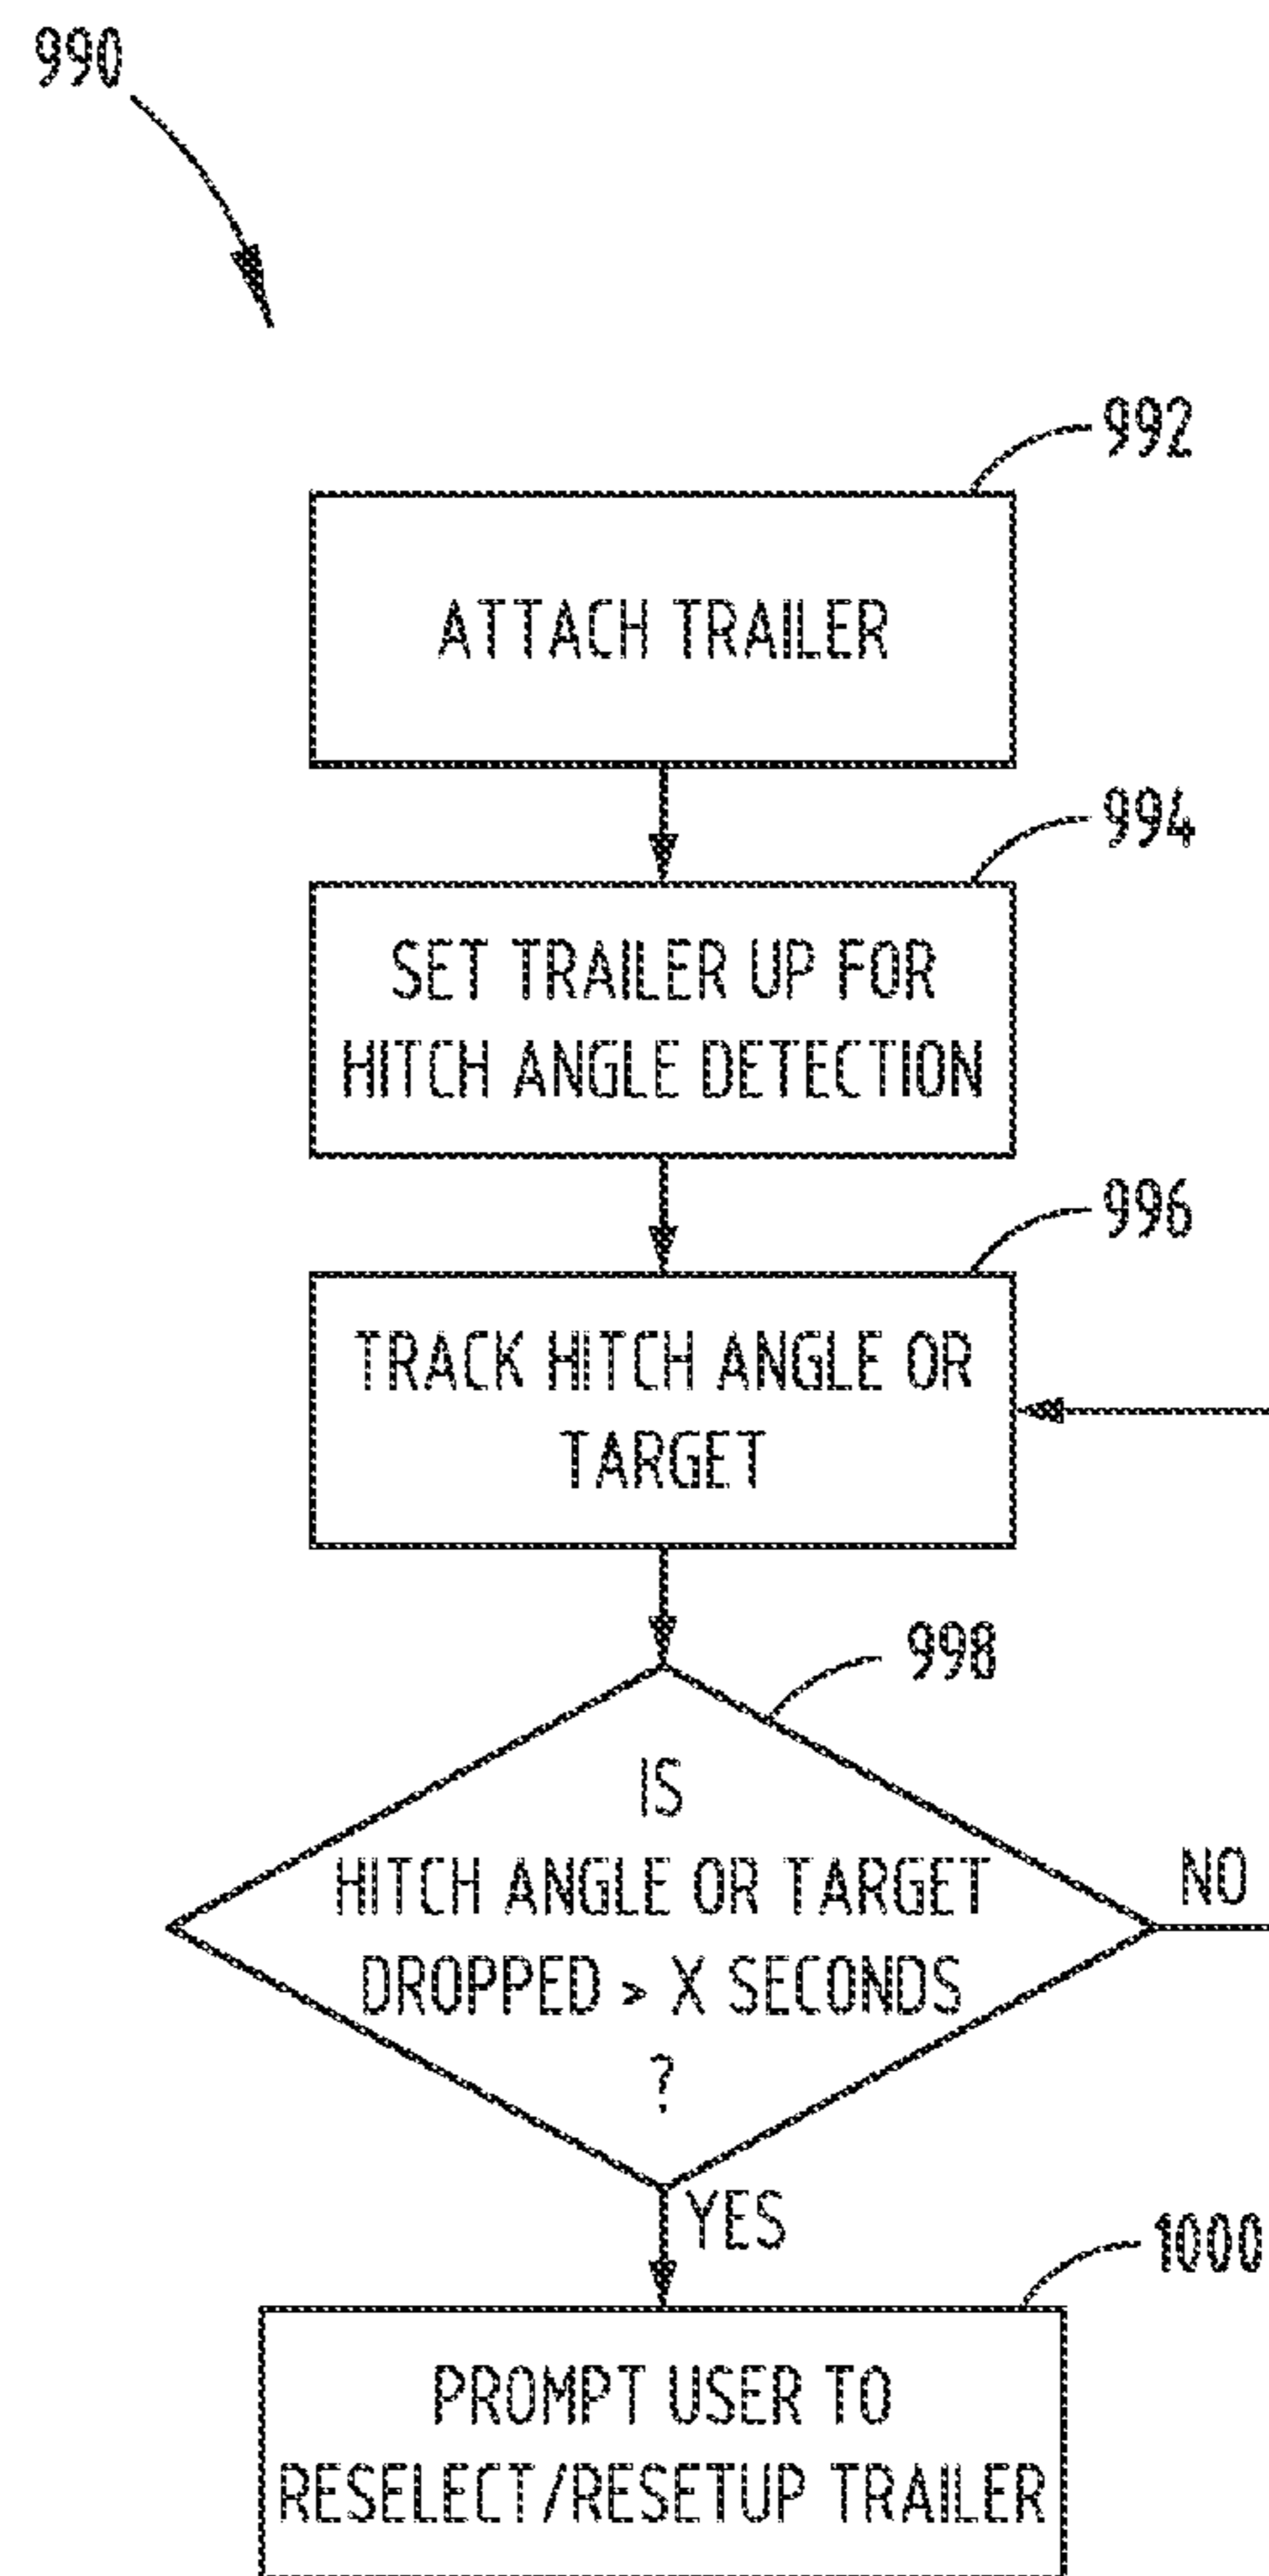 990
992
ATTACH TRAILER
994
SET TRAILER UP FOR
HITCH ANGLE DETECTION
996
TRACK HITCH ANGLE OR
TARGET
998
IS
HITCH ANGLE OR TARGET
DROPPED > X SECONDS
?
NO
YES
1000
PROMPT USER TO
RESELECT/RESETUP TRAILER